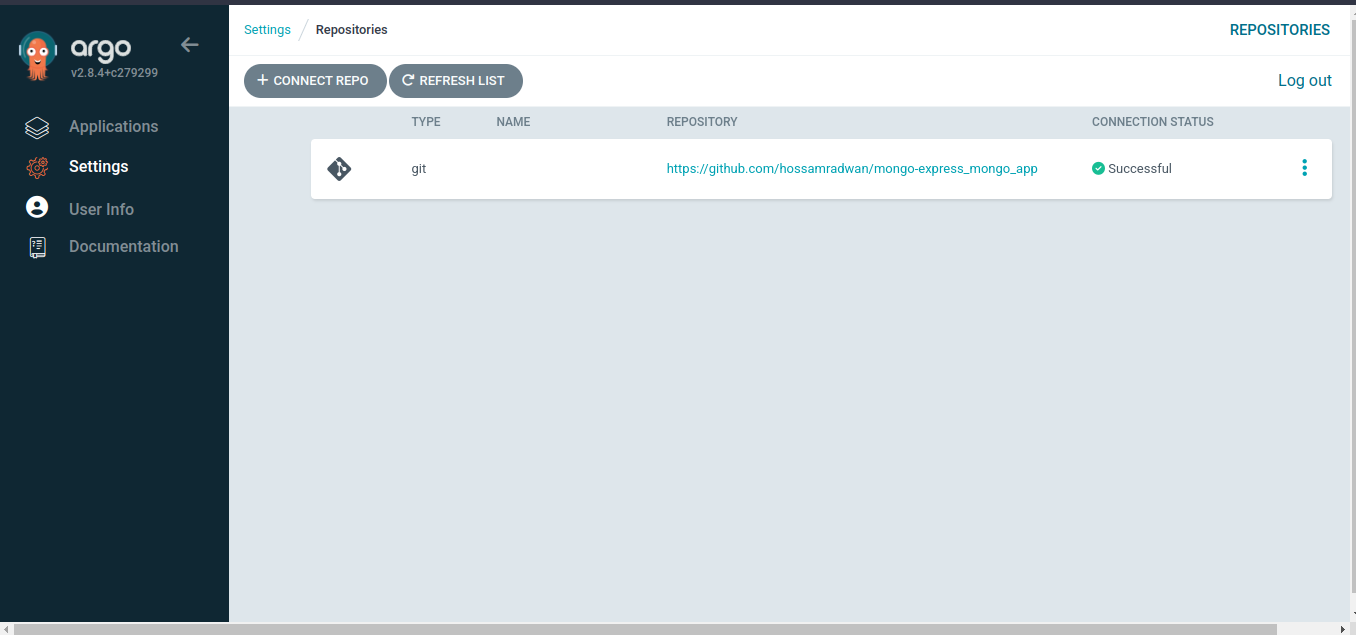 argo
v2.8.4+c279299
Applications
Settings
User Info
Documentation
Settings / Repositories
REPOSITORIES
+ CONNECT REPO
REFRESH LIST
Log out
TYPE NAME REPOSITORY CONNECTION STATUS
git https://github.com/hossamradwan/mongo-express_mongo_app Successful